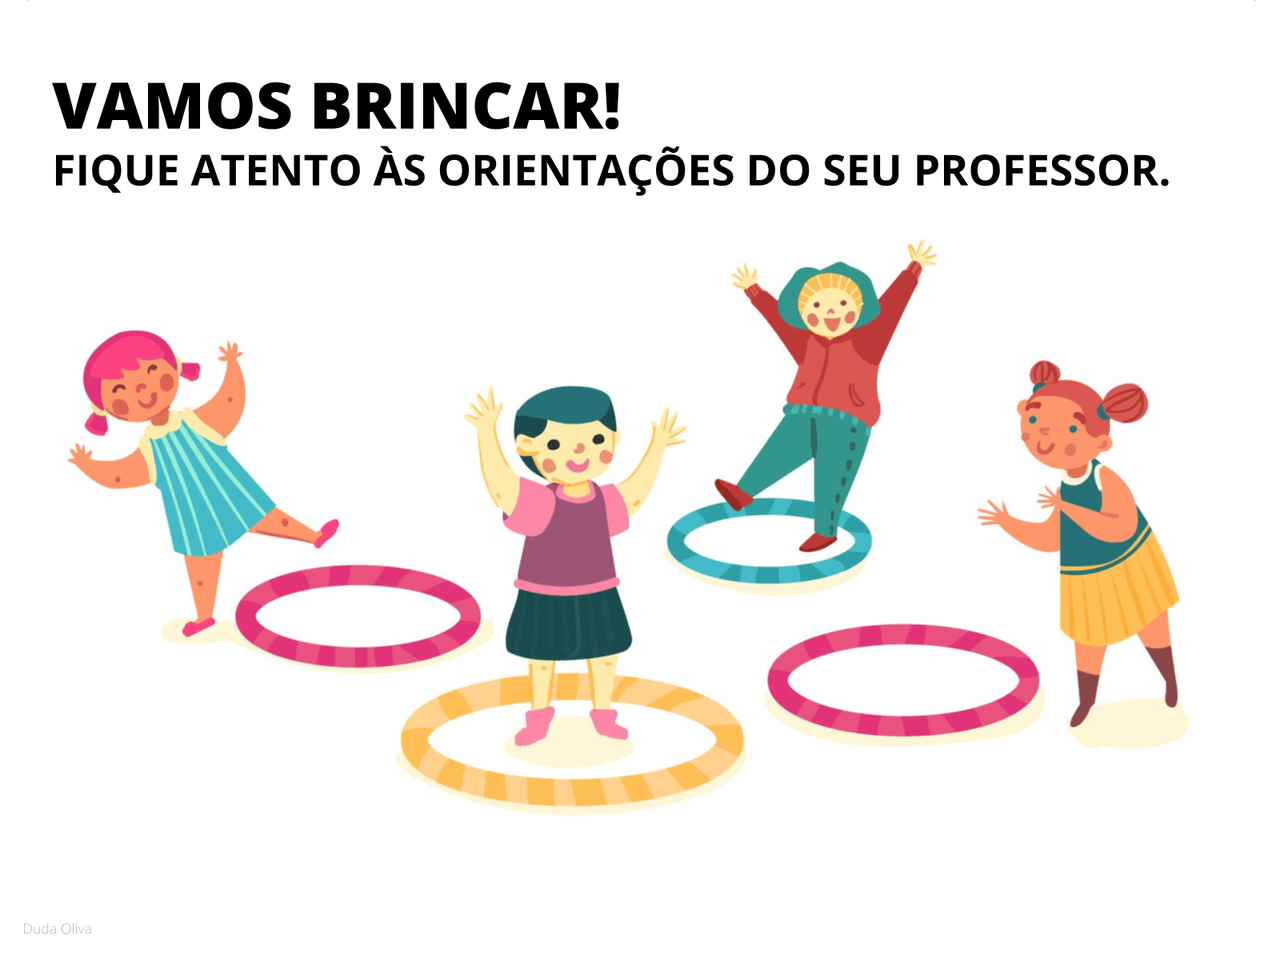 VAMOS BRINCAR!
FIQUE ATENTO ÀS ORIENTAÇÕES DO SEU PROFESSOR.
Duda Oliva